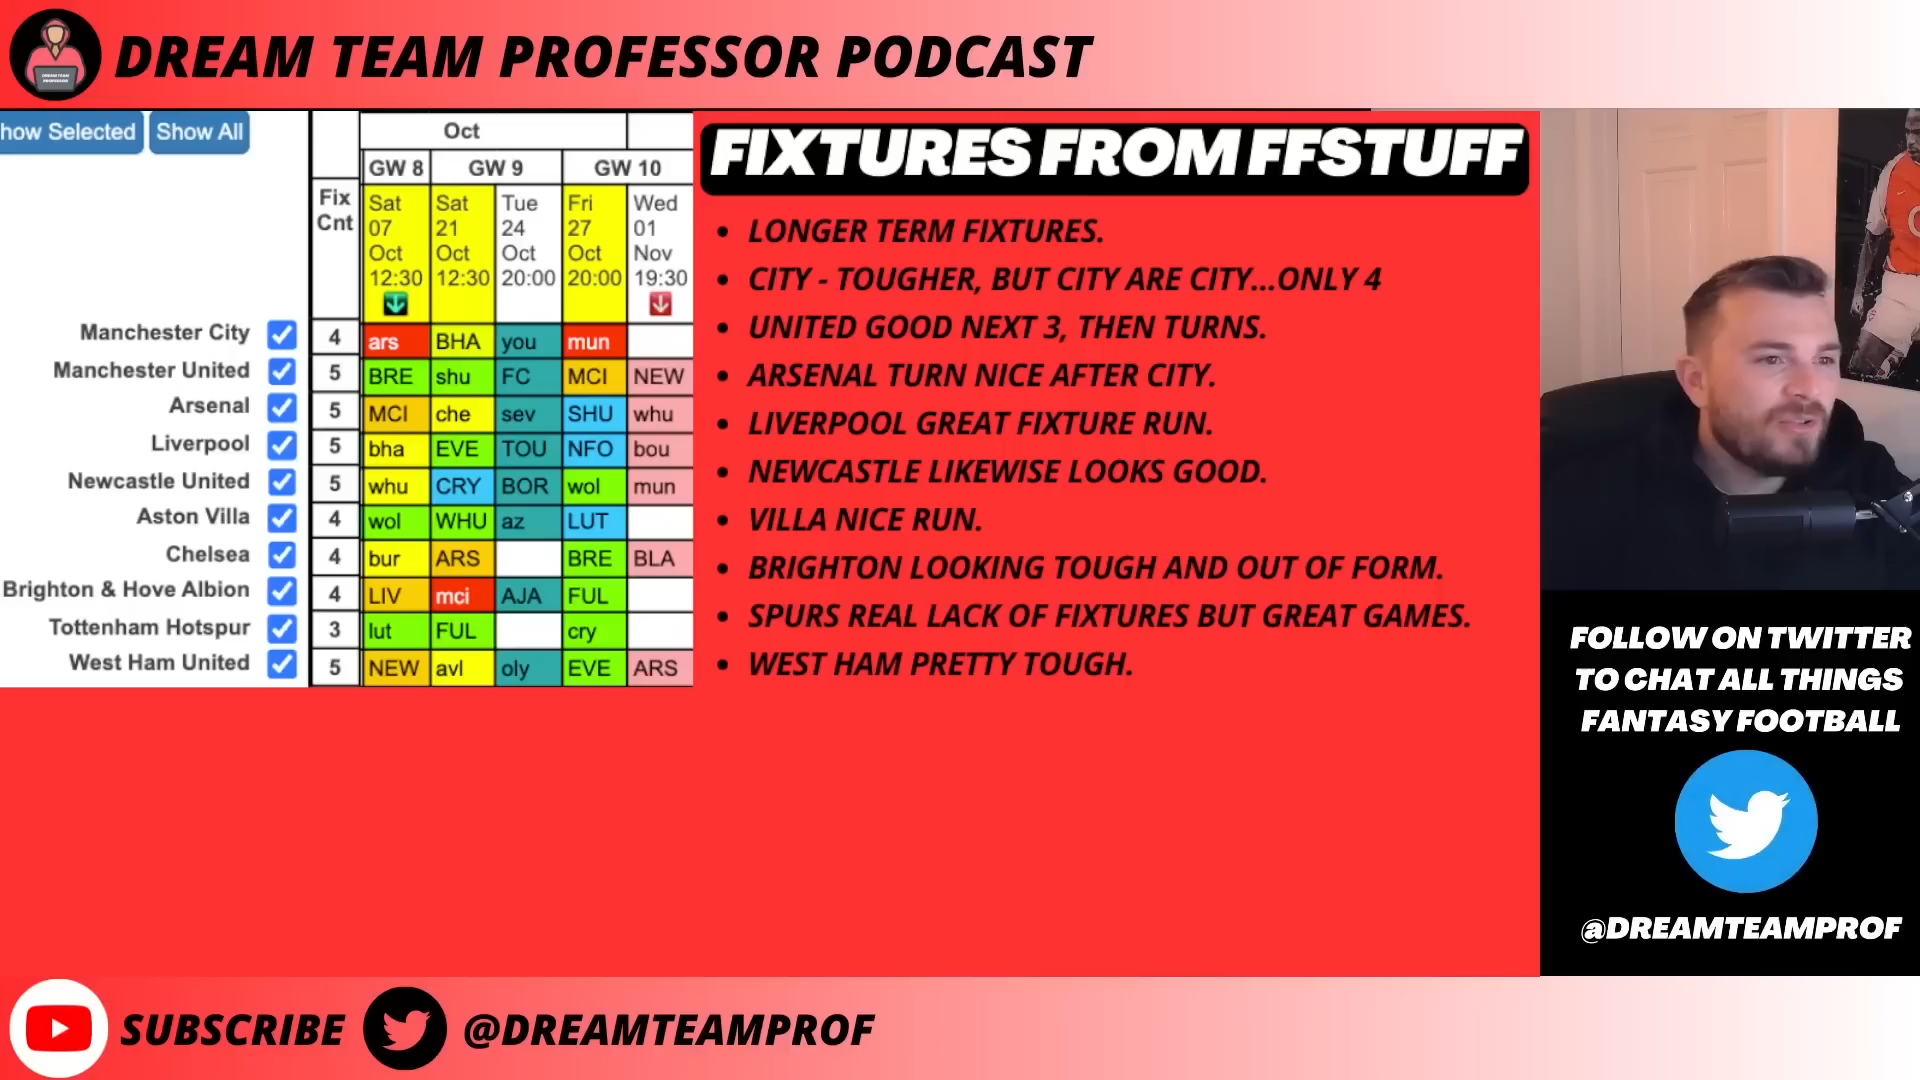 DREAM TEAM PROFESSOR PODCAST
DREAM TEAM
PROFESSOR
how Selected
Show All
Oct
GW 8
GW 9
GW 10
Fix
Cnt
Sat
07
Oct
12:30
Sat
21
Oct
12:30
Tue
24
Oct
20:00
Fri
27
Oct
20:00
Wed
01
Nov
19:30
Manchester City 4 ars BHA you mun
Manchester United 5 BRE shu FC MCI NEW
Arsenal 5 MCI che sev SHU whu
Liverpool 5 bha EVE TOU NFO bou
Newcastle United 5 whu CRY BOR wol mun
Aston Villa 4 wol WHU az LUT
Chelsea 4 bur ARS BRE BLA
Brighton & Hove Albion 4 LIV mci AJA FUL
Tottenham Hotspur 3 lut FUL cry
West Ham United 5 NEW avl oly EVE ARS
FIXTURES FROM FFSTUFF
• LONGER TERM FIXTURES.
• CITY - TOUGHER, BUT CITY ARE CITY...ONLY 4
• UNITED GOOD NEXT 3, THEN TURNS.
• ARSENAL TURN NICE AFTER CITY.
• LIVERPOOL GREAT FIXTURE RUN.
• NEWCASTLE LIKEWISE LOOKS GOOD.
• VILLA NICE RUN.
• BRIGHTON LOOKING TOUGH AND OUT OF FORM.
• SPURS REAL LACK OF FIXTURES BUT GREAT GAMES.
• WEST HAM PRETTY TOUGH.
FOLLOW ON TWITTER
TO CHAT ALL THINGS
FANTASY FOOTBALL
@DREAMTEAMPROF
SUBSCRIBE
@DREAMTEAMPROF